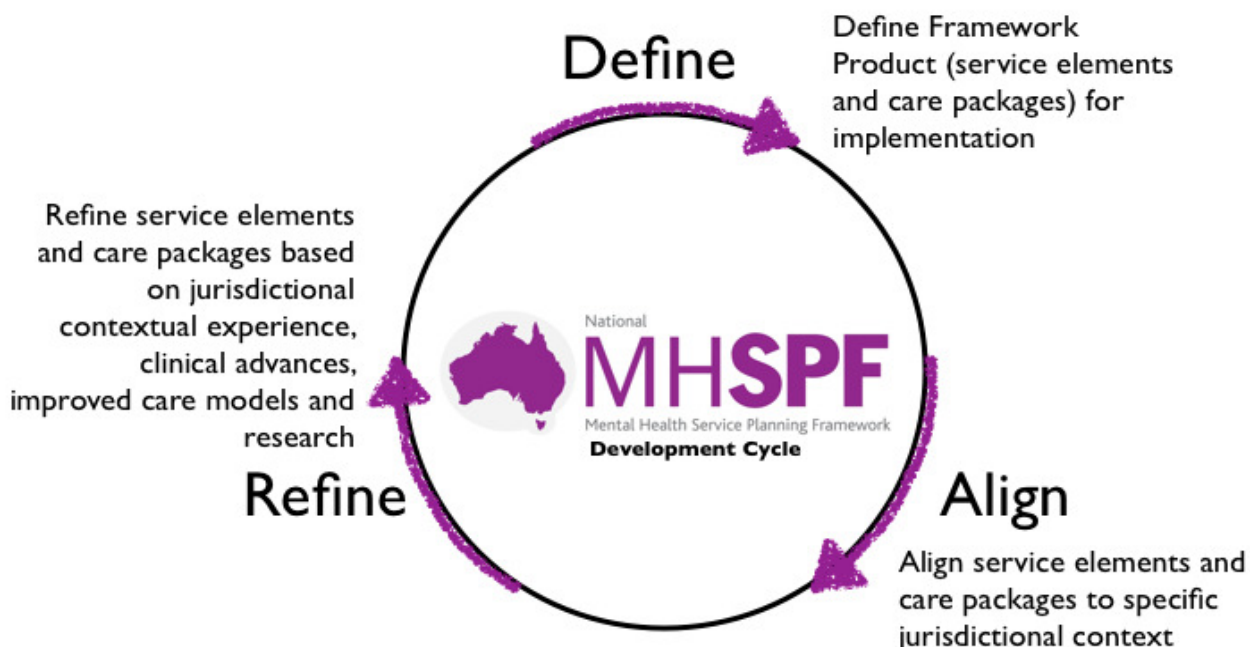 Define
Define Framework
Product (service elements
and care packages) for
implementation
Refine service elements
and care packages based
on jurisdictional
contextual experience,
clinical advances,
improved care models and
research
Refine
National
MHSPF
Mental Health Service Planning Framework
Development Cycle
Align
Align service elements and
care packages to specific
jurisdictional context